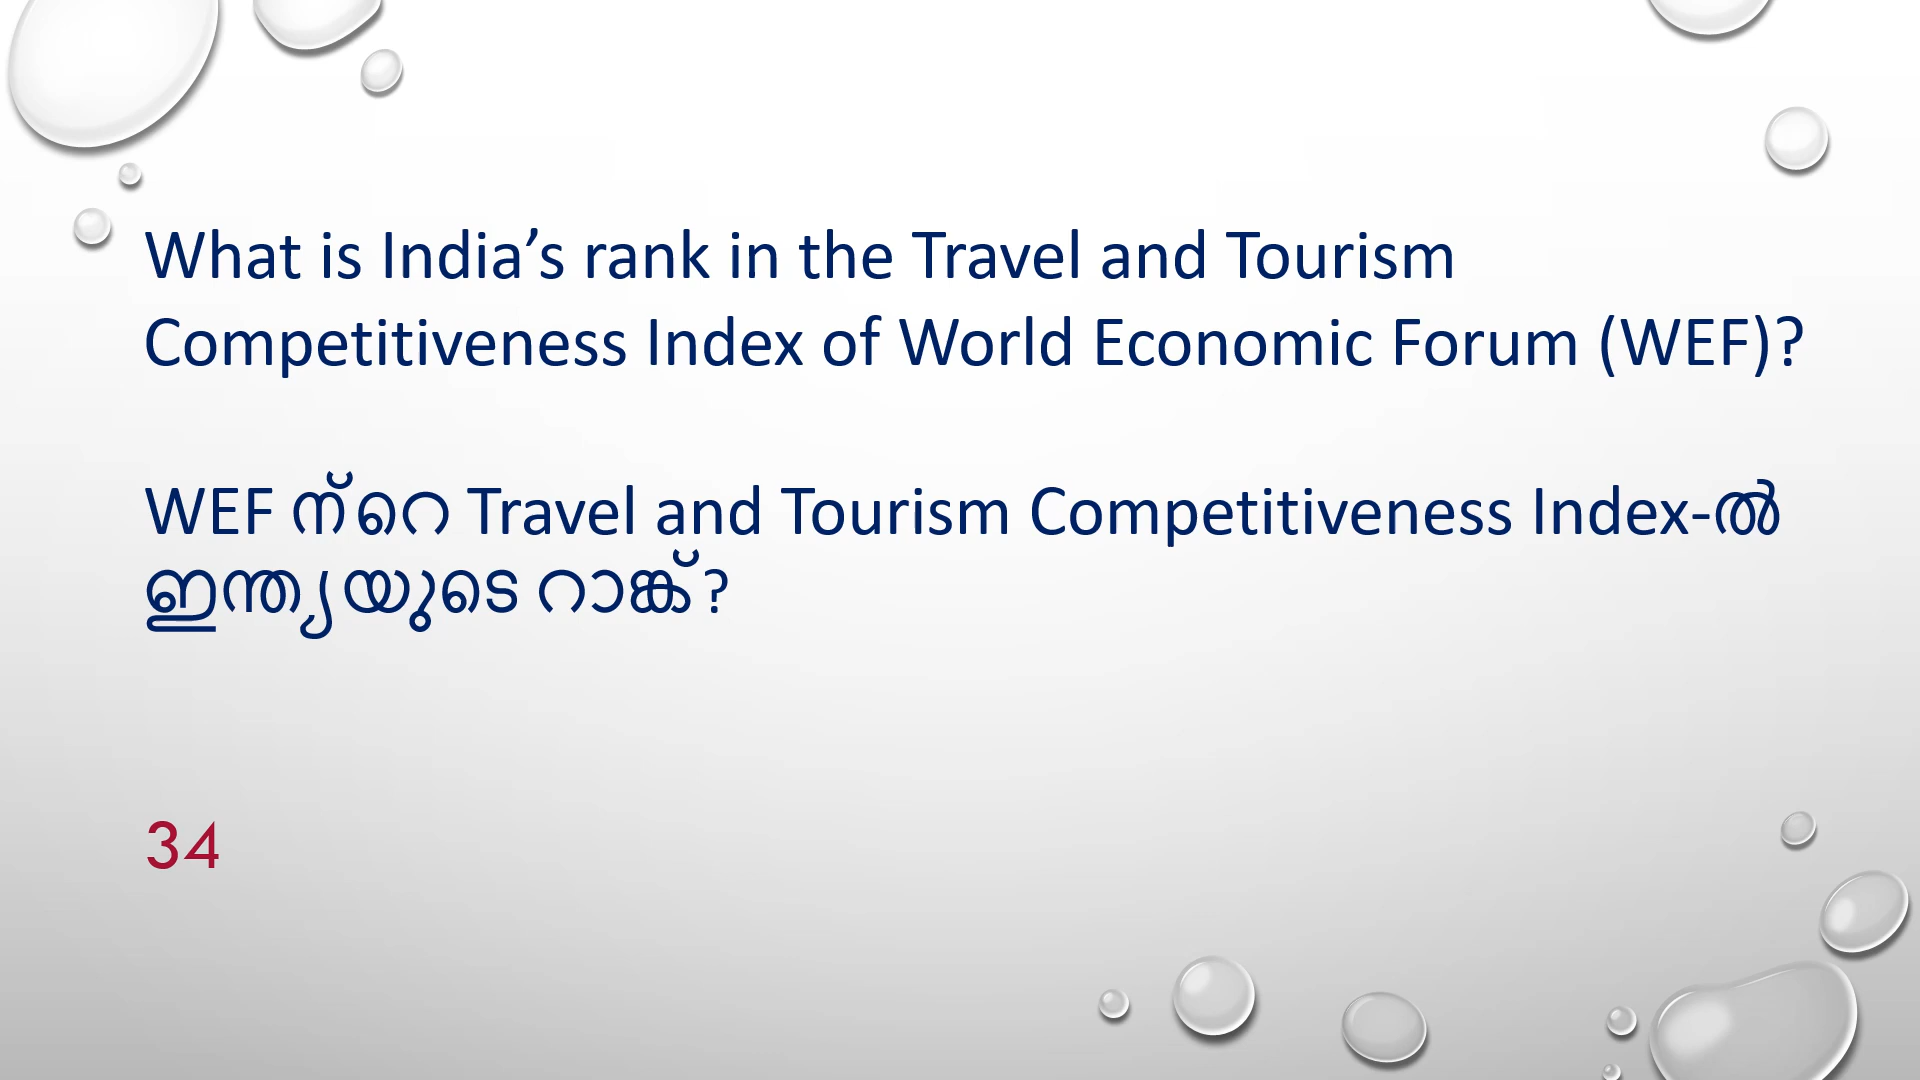 What is India’s rank in the Travel and Tourism
Competitiveness Index of World Economic Forum (WEF)?
WEF ന്റെ Travel and Tourism Competitiveness Index-ൽ
ഇന്ത്യയുടെ റാങ്ക്?
34